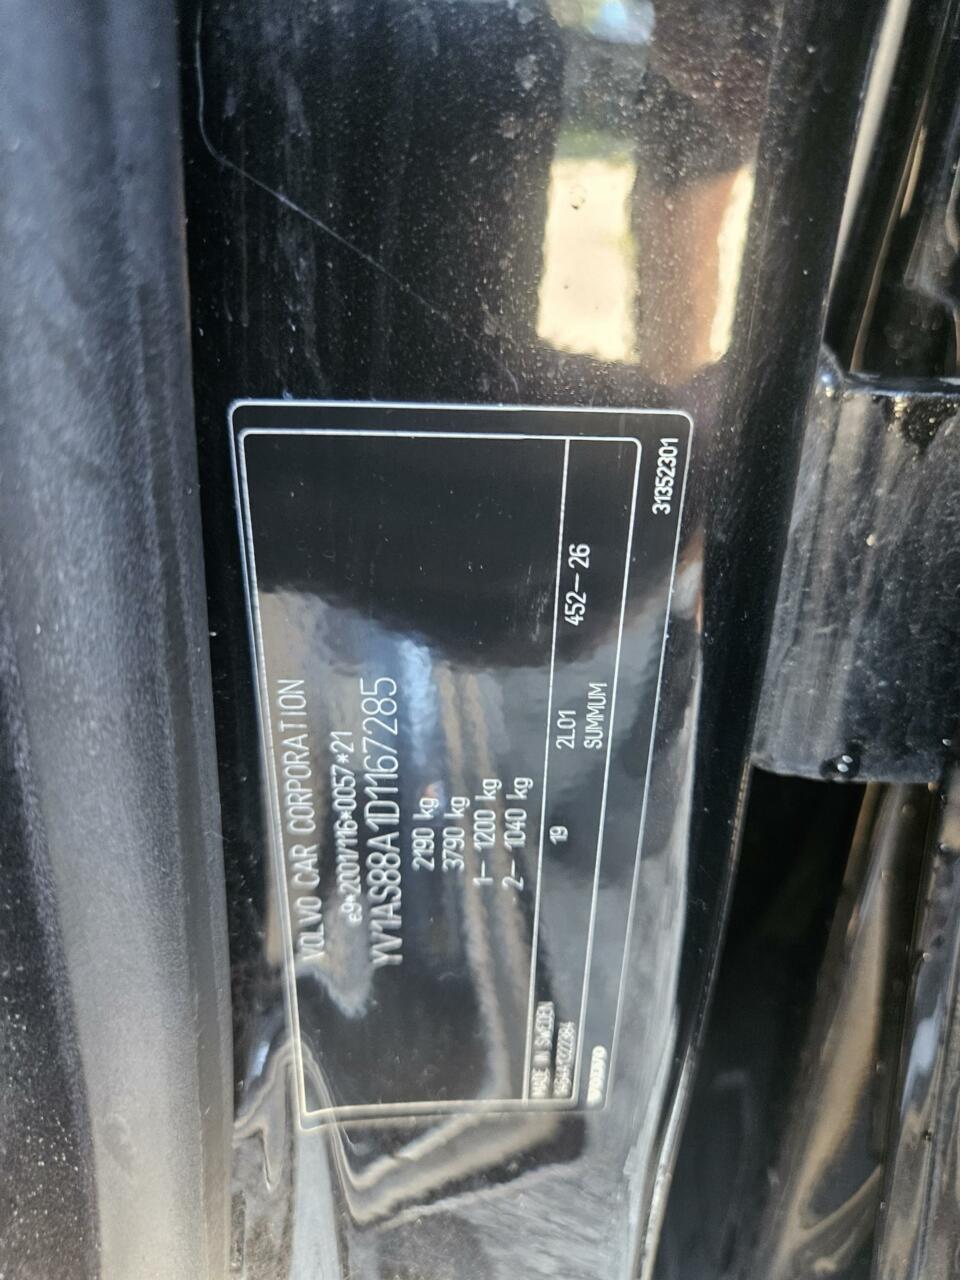 VOLVO CAR CORPORATION
e9*2001/116*0057*21
YV1AS88A1D1167285
2190 kg
3790 kg
1— 1200 kg
2— 1040 kg
MADE IN SWEDEN 19 2L01 452— 26
SUMMUM
VOLVO 31352301